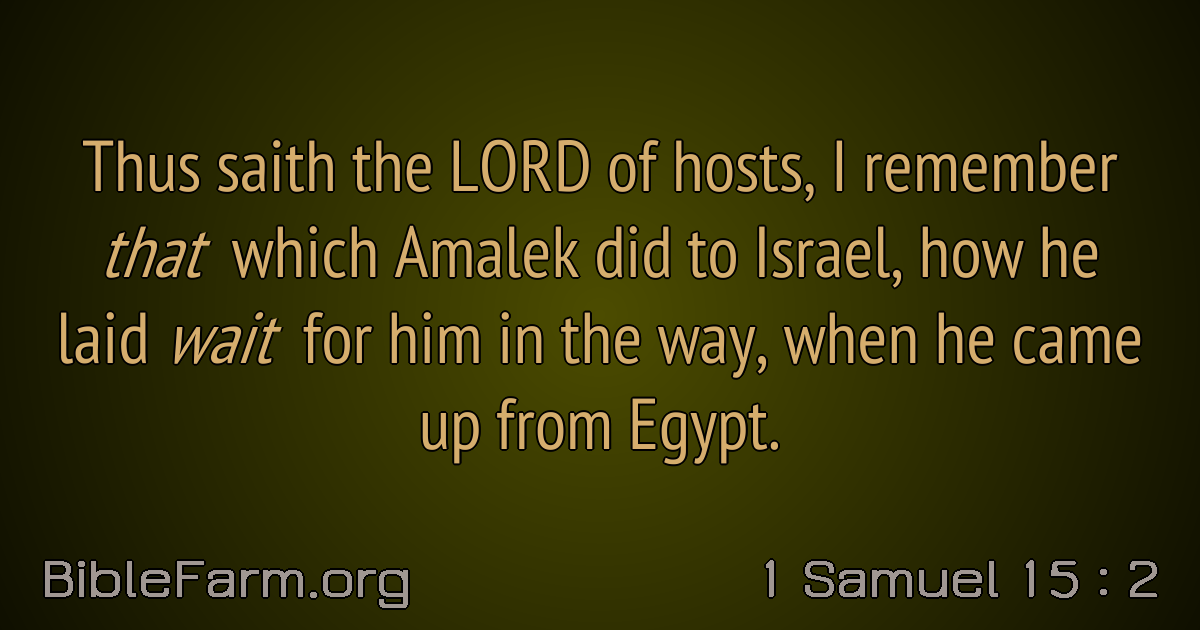 Thus saith the LORD of hosts, I remember
that which Amalek did to Israel, how he
laid wait for him in the way, when he came
up from Egypt.
BibleFarm.org
1 Samuel 15 : 2